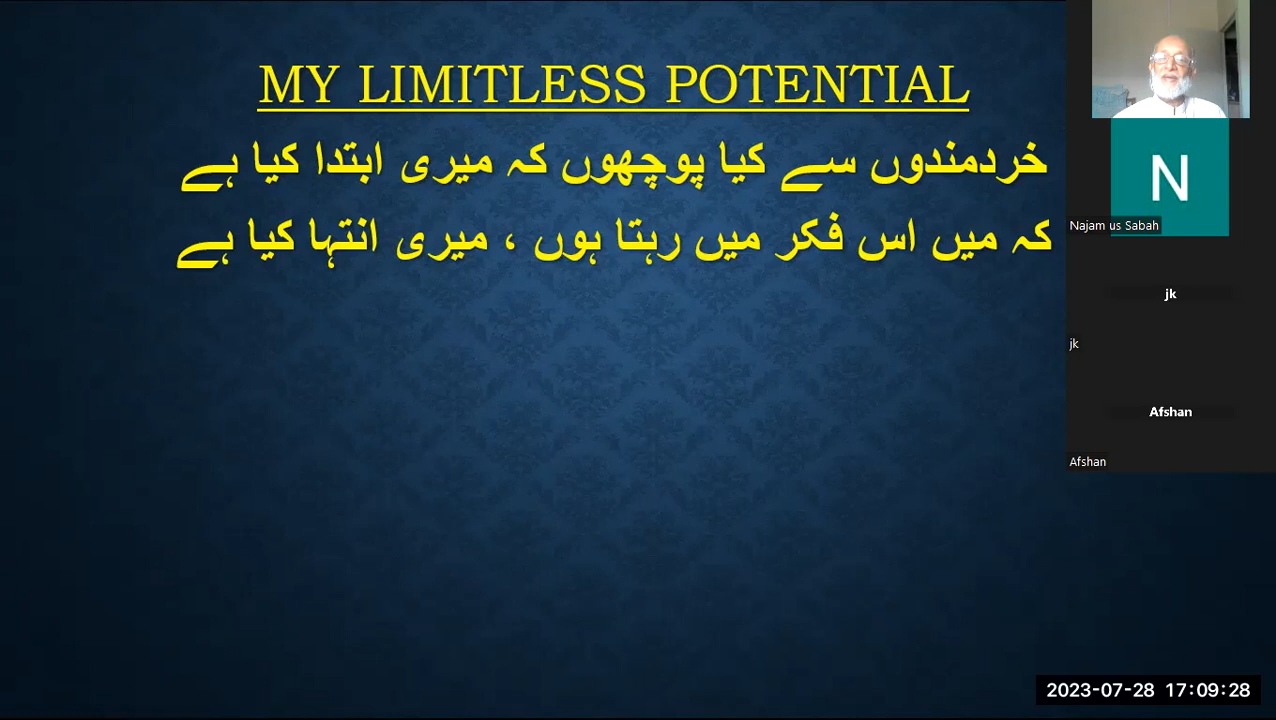 MY LIMITLESS POTENTIAL
خردمندوں سے کیا پوچھوں کہ میری ابتدا کیا ہے
کہ میں اس فکر میں رہتا ہوں ، میری انتہا کیا ہے
N
Najam us Sabah
jk
jk
Afshan
Afshan
2023-07-28 17:09:28